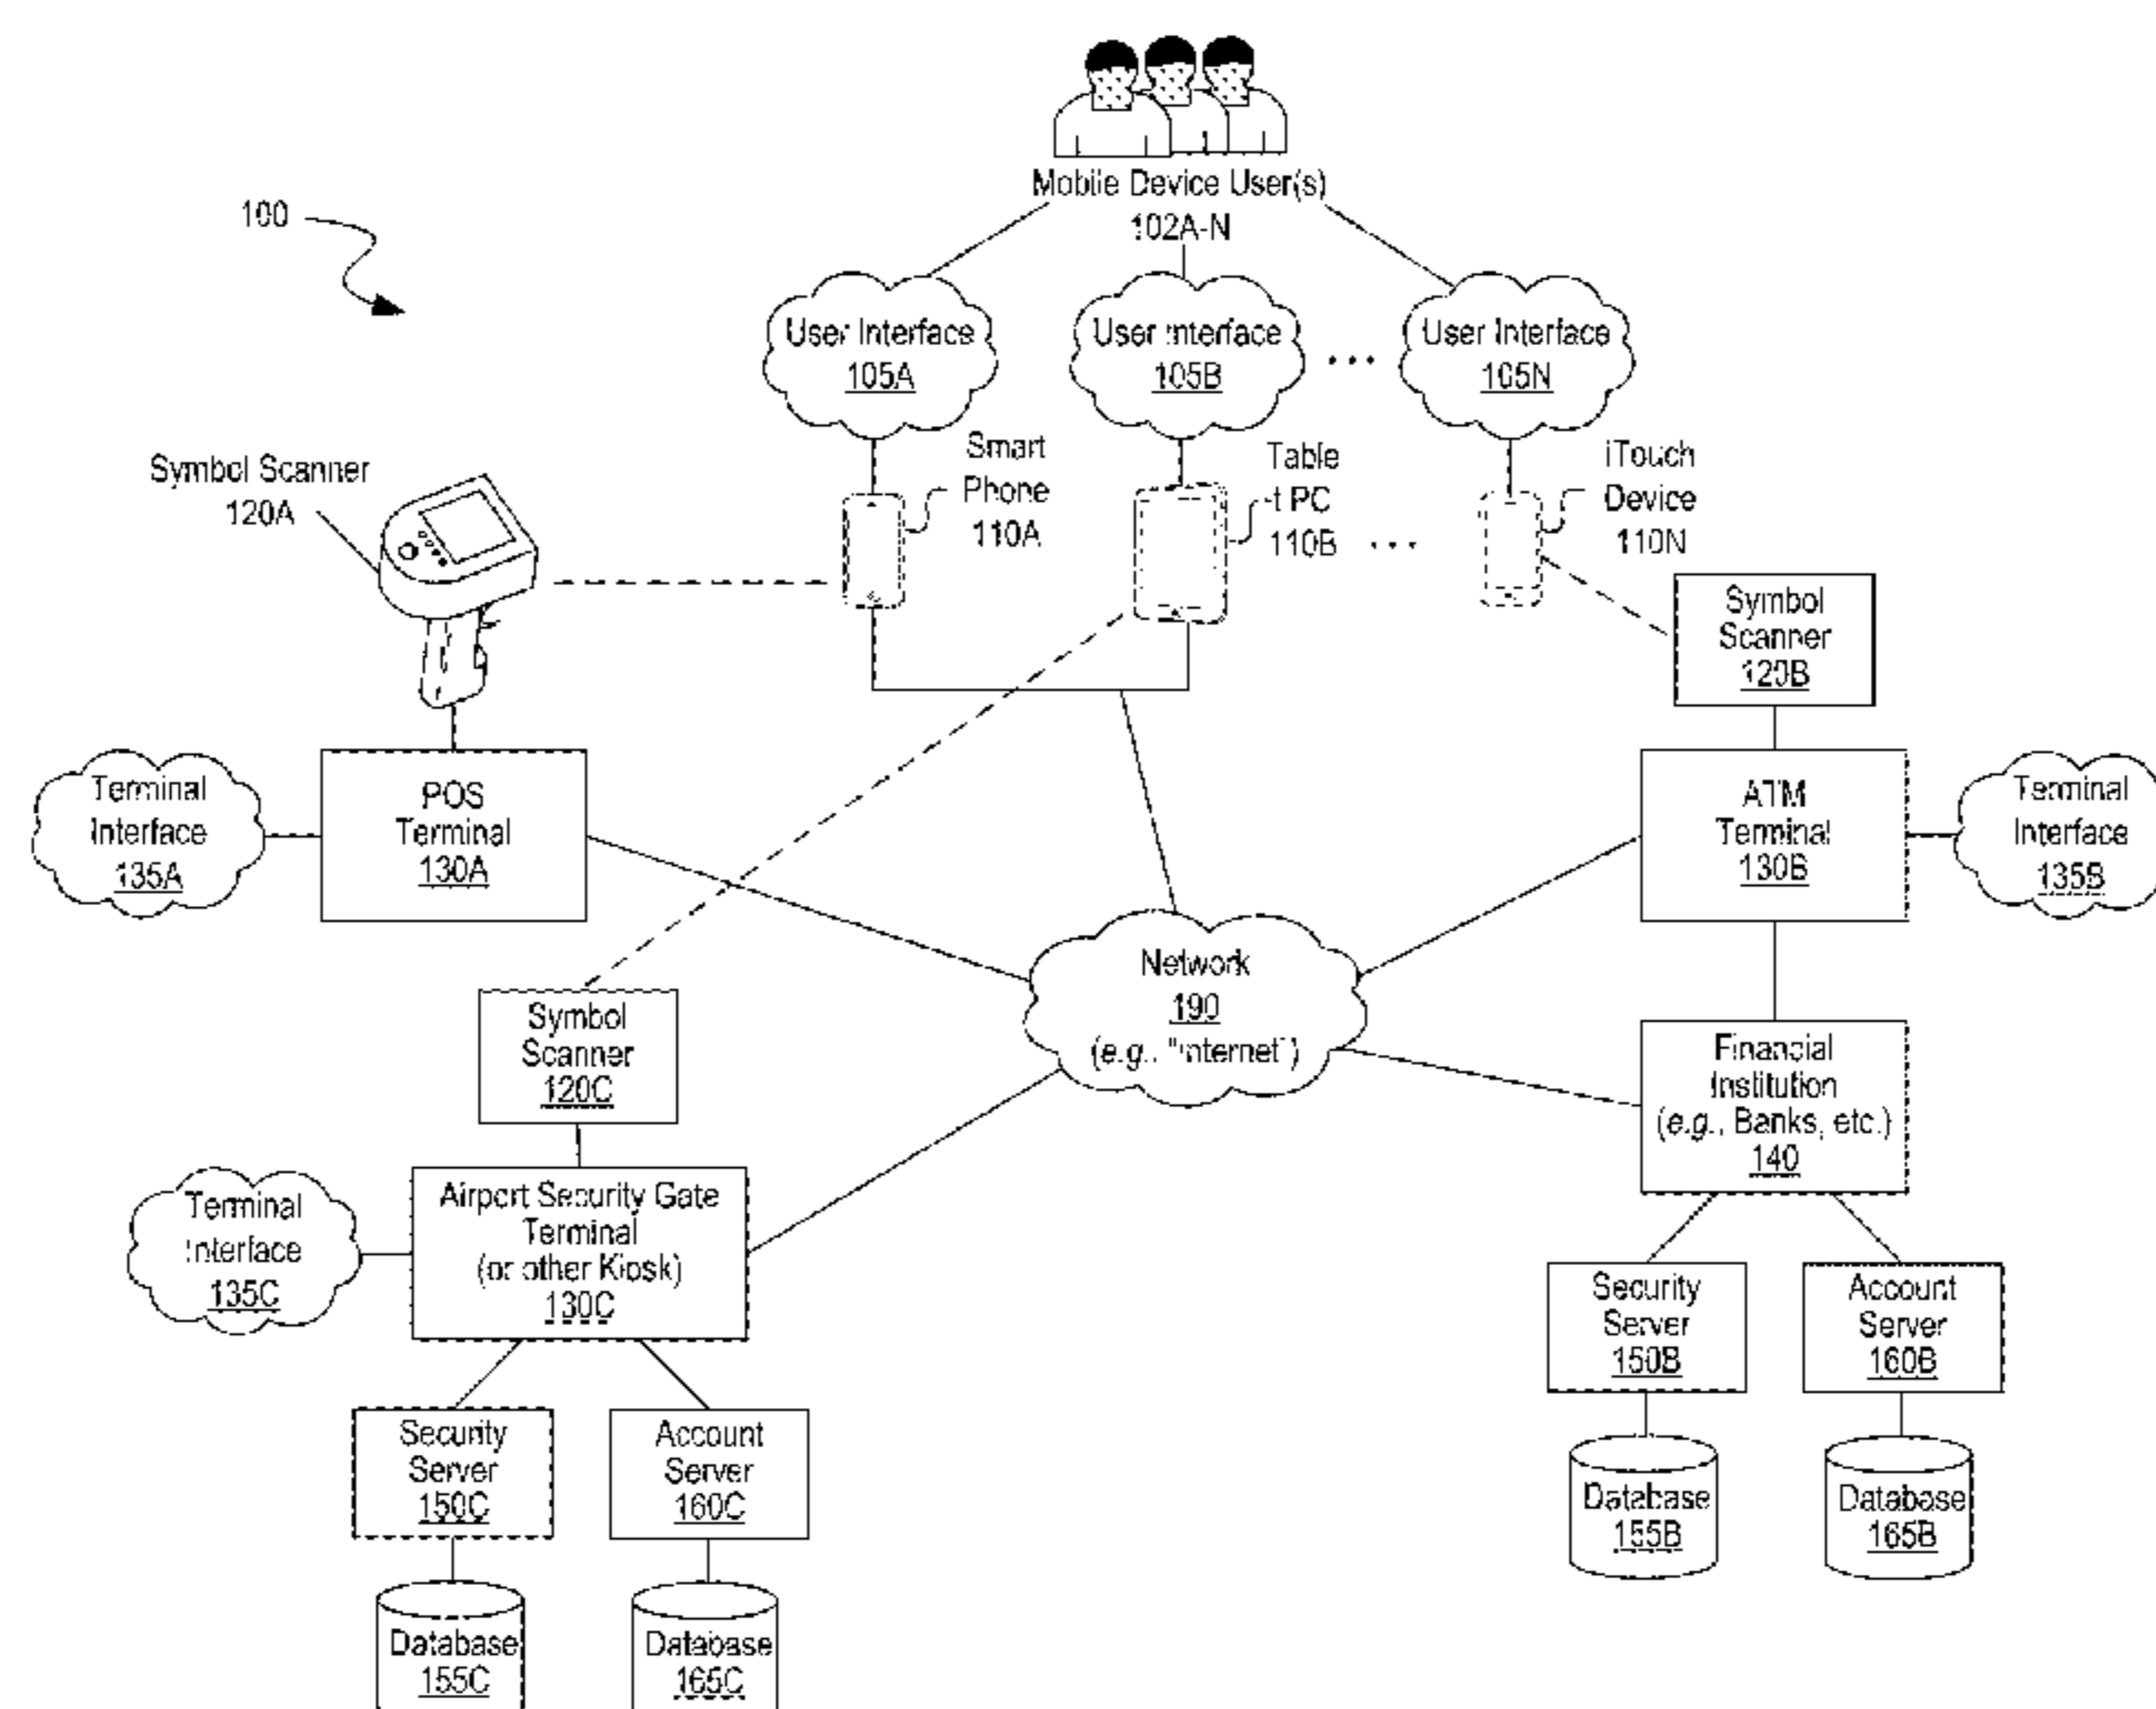 Mobile Device User(s)
102A-N
100
User Interface
105A
User Interface
105B
• • •
User Interface
105N
Symbol Scanner
120A
Smart
Phone
110A
Table
t PC
110B
• • •
iTouch
Device
110N
Symbol
Scanner
120B
Terminal
Interface
135A
POS
Terminal
130A
ATM
Terminal
130B
Terminal
Interface
135B
Network
190
(e.g., "Internet")
Symbol
Scanner
120C
Financial
Institution
(e.g., Banks, etc.)
140
Terminal
Interface
135C
Airport Security Gate
Terminal
(or other Kiosk)
130C
Security
Server
150B
Account
Server
160B
Security
Server
150C
Account
Server
160C
Database
155B
Database
165B
Database
155C
Database
165C